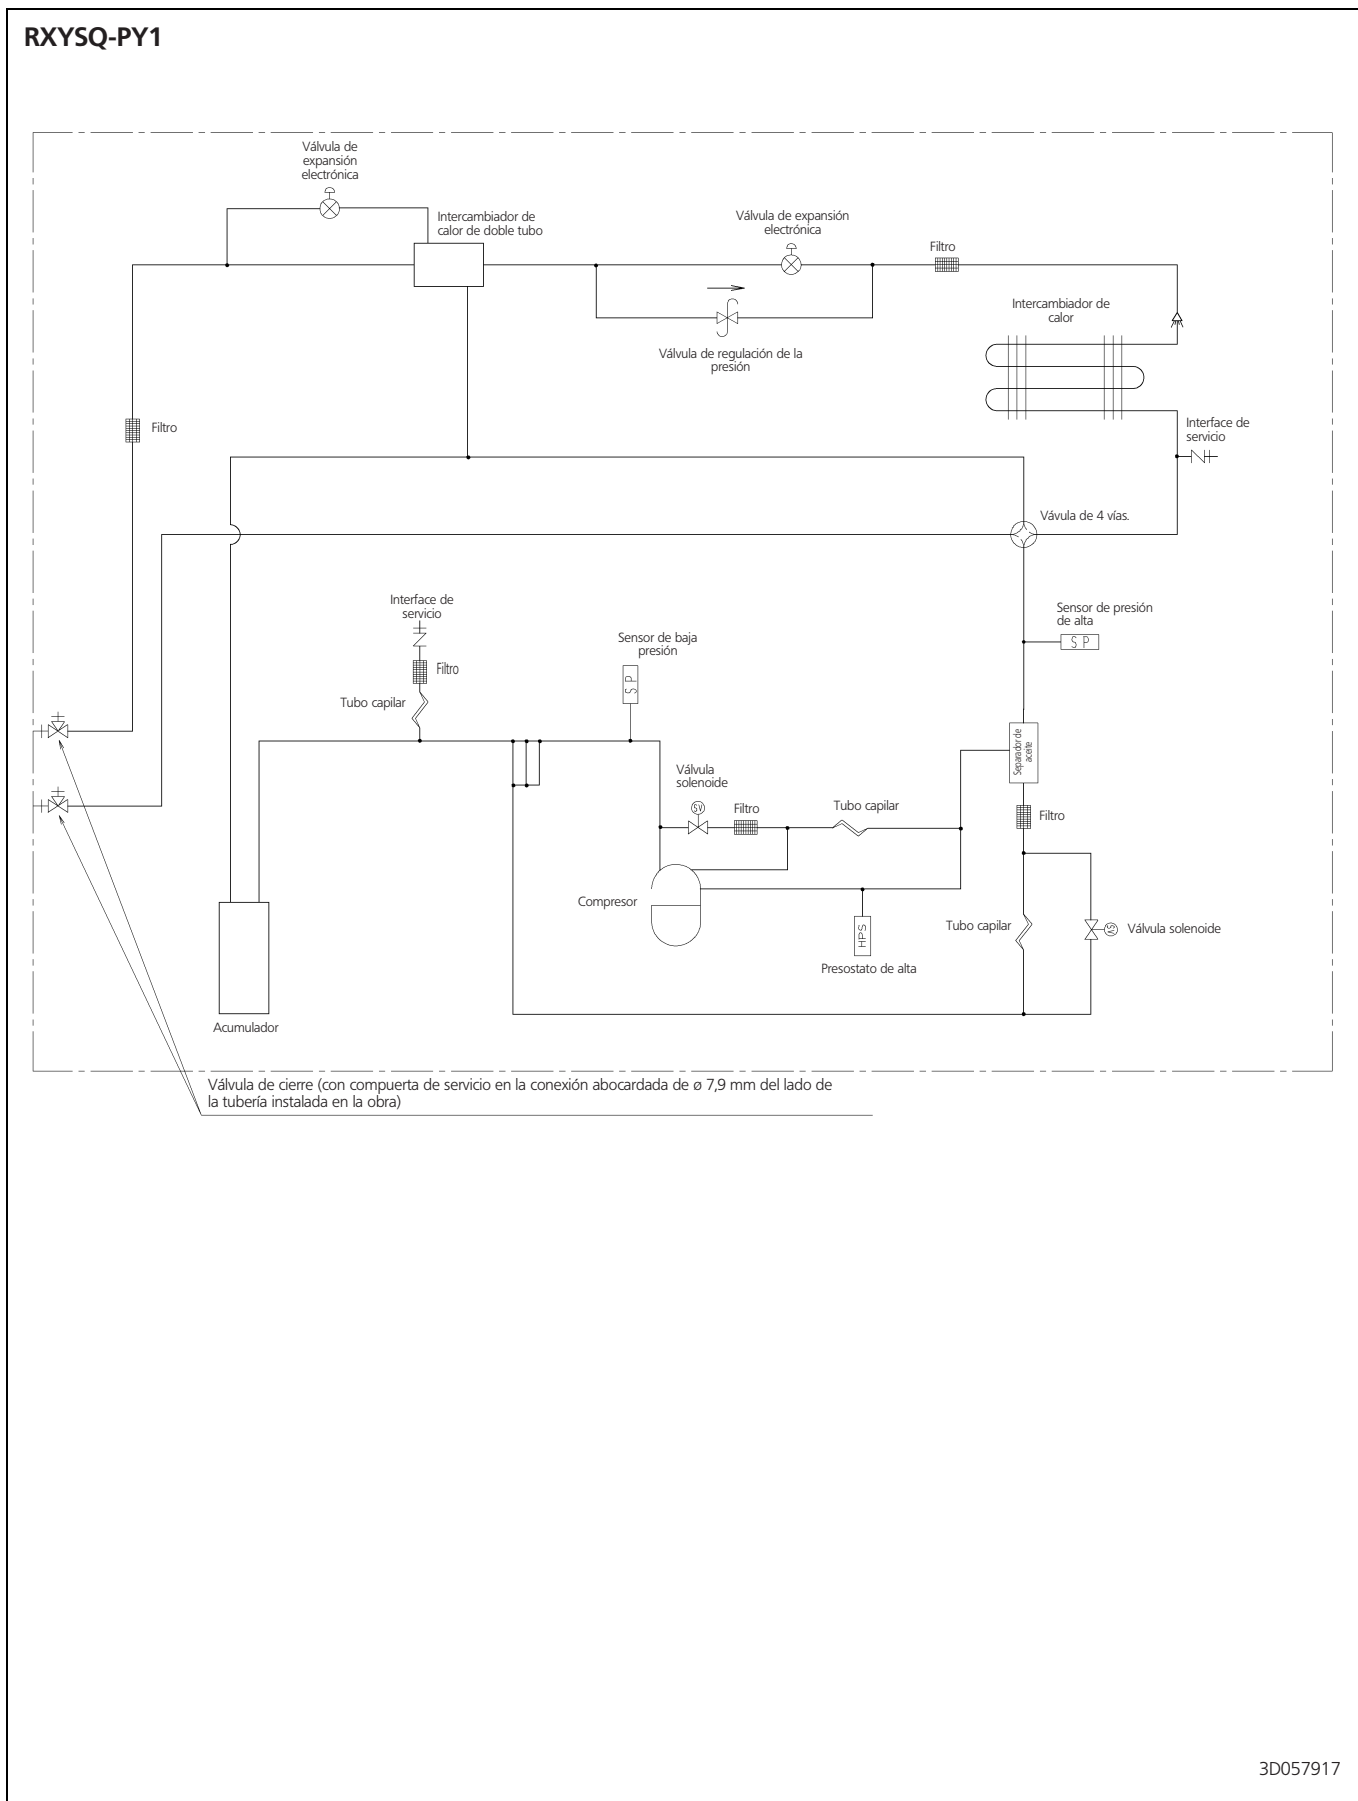 RXYSQ-PY1
Válvula de
expansión
electrónica
Intercambiador de
calor de doble tubo
Válvula de expansión
electrónica
Filtro
Intercambiador de
calor
Válvula de regulación de la
presión
Filtro
Interface de
servicio
Vávula de 4 vías.
Interface de
servicio
Filtro
Tubo capilar
Sensor de baja
presión
S P
Sensor de presión
de alta
S P
Separador de
aceite
Válvula
solenoide
SV
Filtro
Tubo capilar
Filtro
Compresor
HPS
Presostato de alta
Tubo capilar
SV
Válvula solenoide
Acumulador
Válvula de cierre (con compuerta de servicio en la conexión abocardada de ø 7,9 mm del lado de
la tubería instalada en la obra)
3D057917